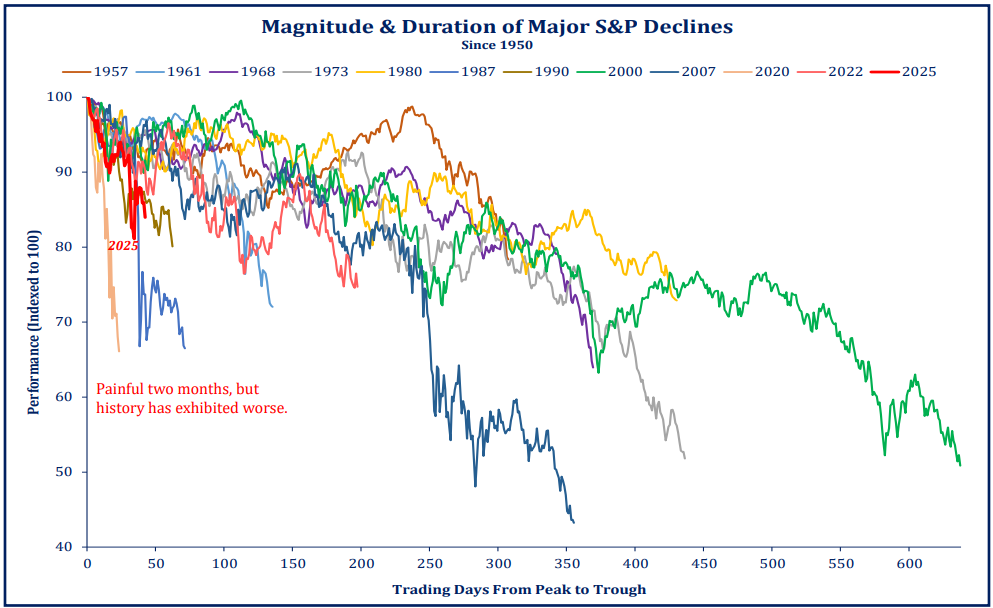 Magnitude & Duration of Major S&P Declines
Since 1950
1957 1961 1968 1973 1980 1987 1990 2000 2007 2020 2022 2025
100
90
80
70
60
50
40
Performance (Indexed to 100)
2025
Painful two months, but
history has exhibited worse.
0 50 100 150 200 250 300 350 400 450 500 550 600
Trading Days From Peak to Trough